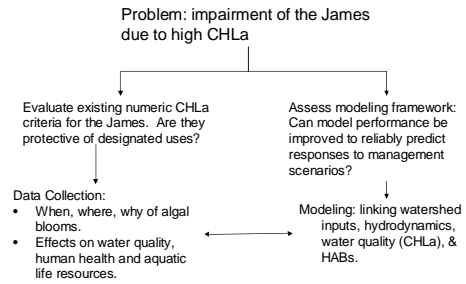 Problem: impairment of the James
due to high CHLa
Evaluate existing numeric CHLa
criteria for the James. Are they
protective of designated uses?
Assess modeling framework:
Can model performance be
improved to reliably predict
responses to management
scenarios?
Data Collection:
• When, where, why of algal
blooms.
• Effects on water quality,
human health and aquatic
life resources.
Modeling: linking watershed
inputs, hydrodynamics,
water quality (CHLa), &
HABs.